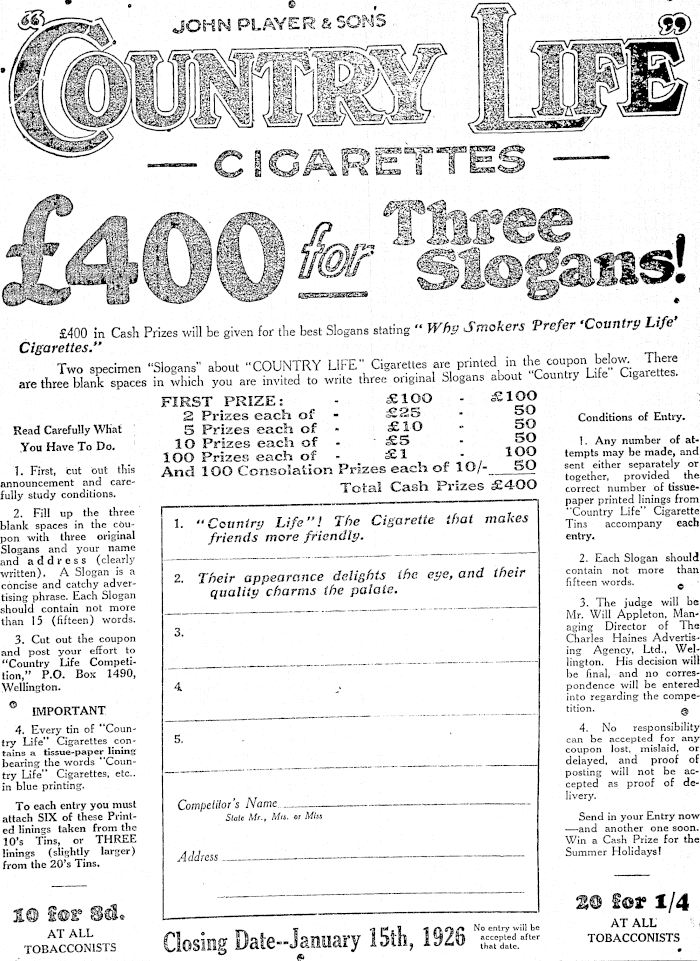 JOHN PLAYER & SON'S
"COUNTRY LIFE"
— CIGARETTES —
£400 for Three Slogans!
£400 in Cash Prizes will be given for the best Slogans stating "Why Smokers Prefer 'Country Life'
Cigarettes."
Two specimen "Slogans" about "COUNTRY LIFE" Cigarettes are printed in the coupon below. There
are three blank spaces in which you are invited to write three original Slogans about "Country Life" Cigarettes.
Read Carefully What
You Have To Do.
1. First, cut out this
announcement and care-
fully study conditions.
2. Fill up the three
blank spaces in the cou-
pon with three original
Slogans and your name
and address (clearly
written). A Slogan is a
concise and catchy adver-
tising phrase. Each Slogan
should contain not more
than 15 (fifteen) words.
3. Cut out the coupon
and post your effort to
"Country Life Competi-
tion," P.O. Box 1490,
Wellington.
IMPORTANT
4. Every tin of "Coun-
try Life" Cigarettes con-
tains a tissue-paper lining
bearing the words "Coun-
try Life" Cigarettes, etc..
in blue printing.
To each entry you must
attach SIX of these Print-
ed linings taken from the
10's Tins, or THREE
linings (slightly larger)
from the 20's Tins.
10 for 8d.
AT ALL
TOBACCONISTS
FIRST PRIZE: - £100 - £100
2 Prizes each of - £25 - 50
5 Prizes each of - £10 - 50
10 Prizes each of - £5 - 50
100 Prizes each of - £1 - 100
And 100 Consolation Prizes each of 10/- 50
Total Cash Prizes £400
1. "Country Life"! The Cigarette that makes
friends more friendly.
2. Their appearance delights the eye, and their
quality charms the palate.
3.
4.
5.
Competitor's Name
State Mr., Mrs. or Miss
Address
Closing Date--January 15th, 1926
No entry will be
accepted after
that date.
Conditions of Entry.
1. Any number of at-
tempts may be made, and
sent either separately or
together, provided the
correct number of tissue-
paper printed linings from
"Country Life" Cigarette
Tins accompany each
entry.
2. Each Slogan should
contain not more than
fifteen words.
3. The judge will be
Mr. Will Appleton, Man-
aging Director of The
Charles Haines Advertis-
ing Agency, Ltd., Wel-
lington. His decision will
be final, and no corres-
pondence will be entered
into regarding the compe-
tition.
4. No responsibility
can be accepted for any
coupon lost, mislaid, or
delayed, and proof of
posting will not be ac-
cepted as proof of de-
livery.
Send in your Entry now
—and another one soon.
Win a Cash Prize for the
Summer Holidays!
20 for 1/4
AT ALL
TOBACCONISTS